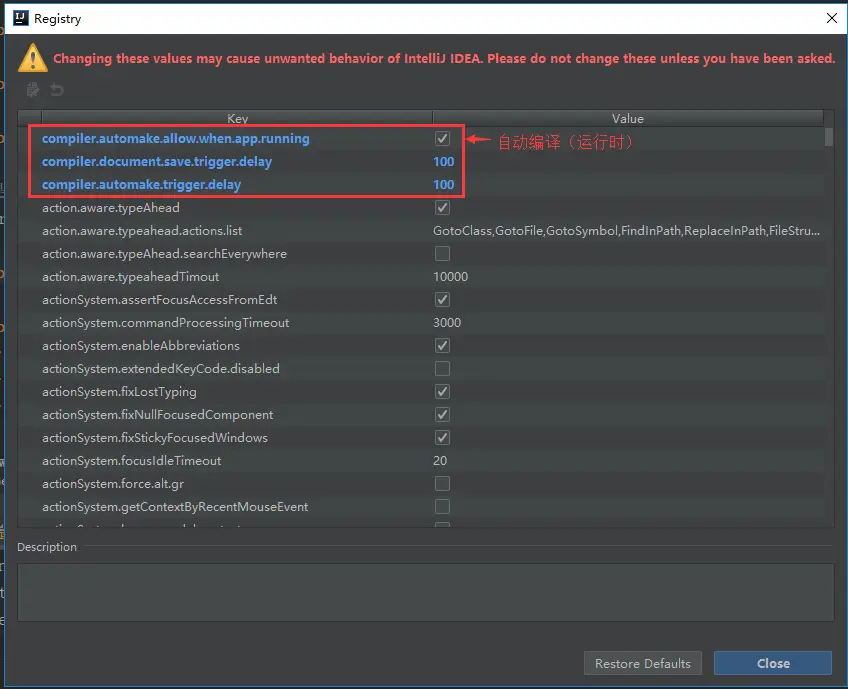 Registry
Changing these values may cause unwanted behavior of IntelliJ IDEA. Please do not change these unless you have been asked.
Key Value
compiler.automake.allow.when.app.running
自动编译（运行时）
compiler.document.save.trigger.delay 100
compiler.automake.trigger.delay 100
action.aware.typeAhead
action.aware.typeahead.actions.list GotoClass,GotoFile,GotoSymbol,FindInPath,ReplaceInPath,FileStru...
action.aware.typeAhead.searchEverywhere
action.aware.typeaheadTimout 10000
actionSystem.assertFocusAccessFromEdt
actionSystem.commandProcessingTimeout 3000
actionSystem.enableAbbreviations
actionSystem.extendedKeyCode.disabled
actionSystem.fixLostTyping
actionSystem.fixNullFocusedComponent
actionSystem.fixStickyFocusedWindows
actionSystem.focusIdleTimeout 20
actionSystem.force.alt.gr
actionSystem.getContextByRecentMouseEvent
Description
Restore Defaults Close